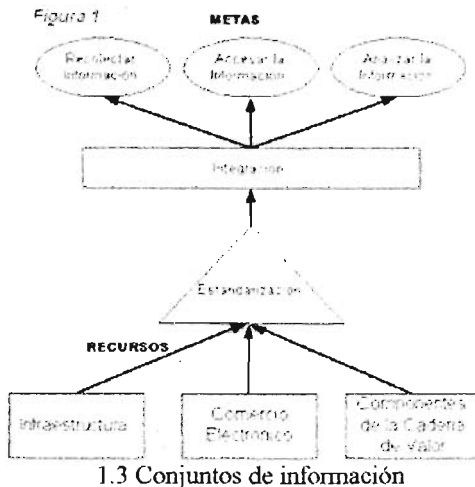 Figura 1
METAS
Recolectar
Información
Accesar la
Información
Analizar la
Información
Integración
Estandarización
RECURSOS
Infraestructura
Comercio
Electrónico
Componentes
de la Cadena
de Valor
1.3 Conjuntos de información